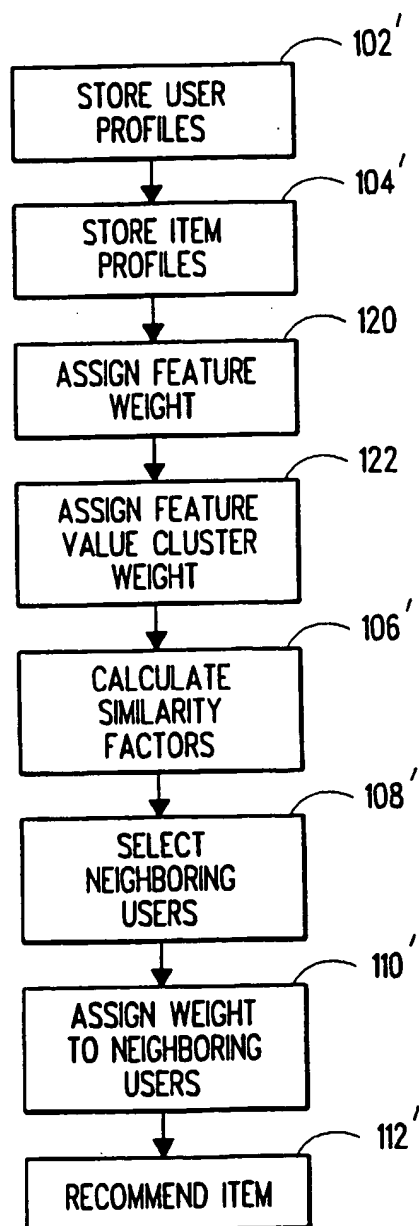 102'
STORE USER
PROFILES
104'
STORE ITEM
PROFILES
120
ASSIGN FEATURE
WEIGHT
122
ASSIGN FEATURE
VALUE CLUSTER
WEIGHT
106'
CALCULATE
SIMILARITY
FACTORS
108'
SELECT
NEIGHBORING
USERS
110'
ASSIGN WEIGHT
TO NEIGHBORING
USERS
112'
RECOMMEND ITEM